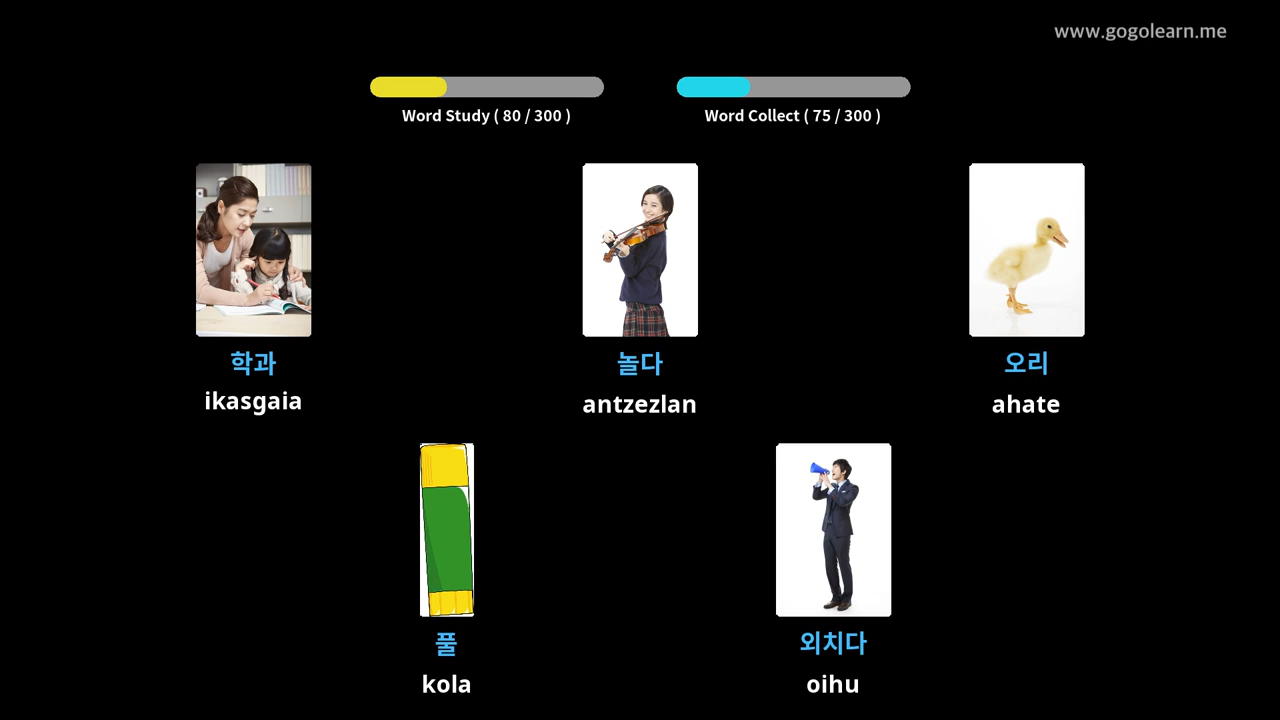 www.gogolearn.me
Word Study ( 80 / 300 )
Word Collect ( 75 / 300 )
학과
놀다
오리
ikasgaia
antzezlan
ahate
풀
외치다
kola
oihu